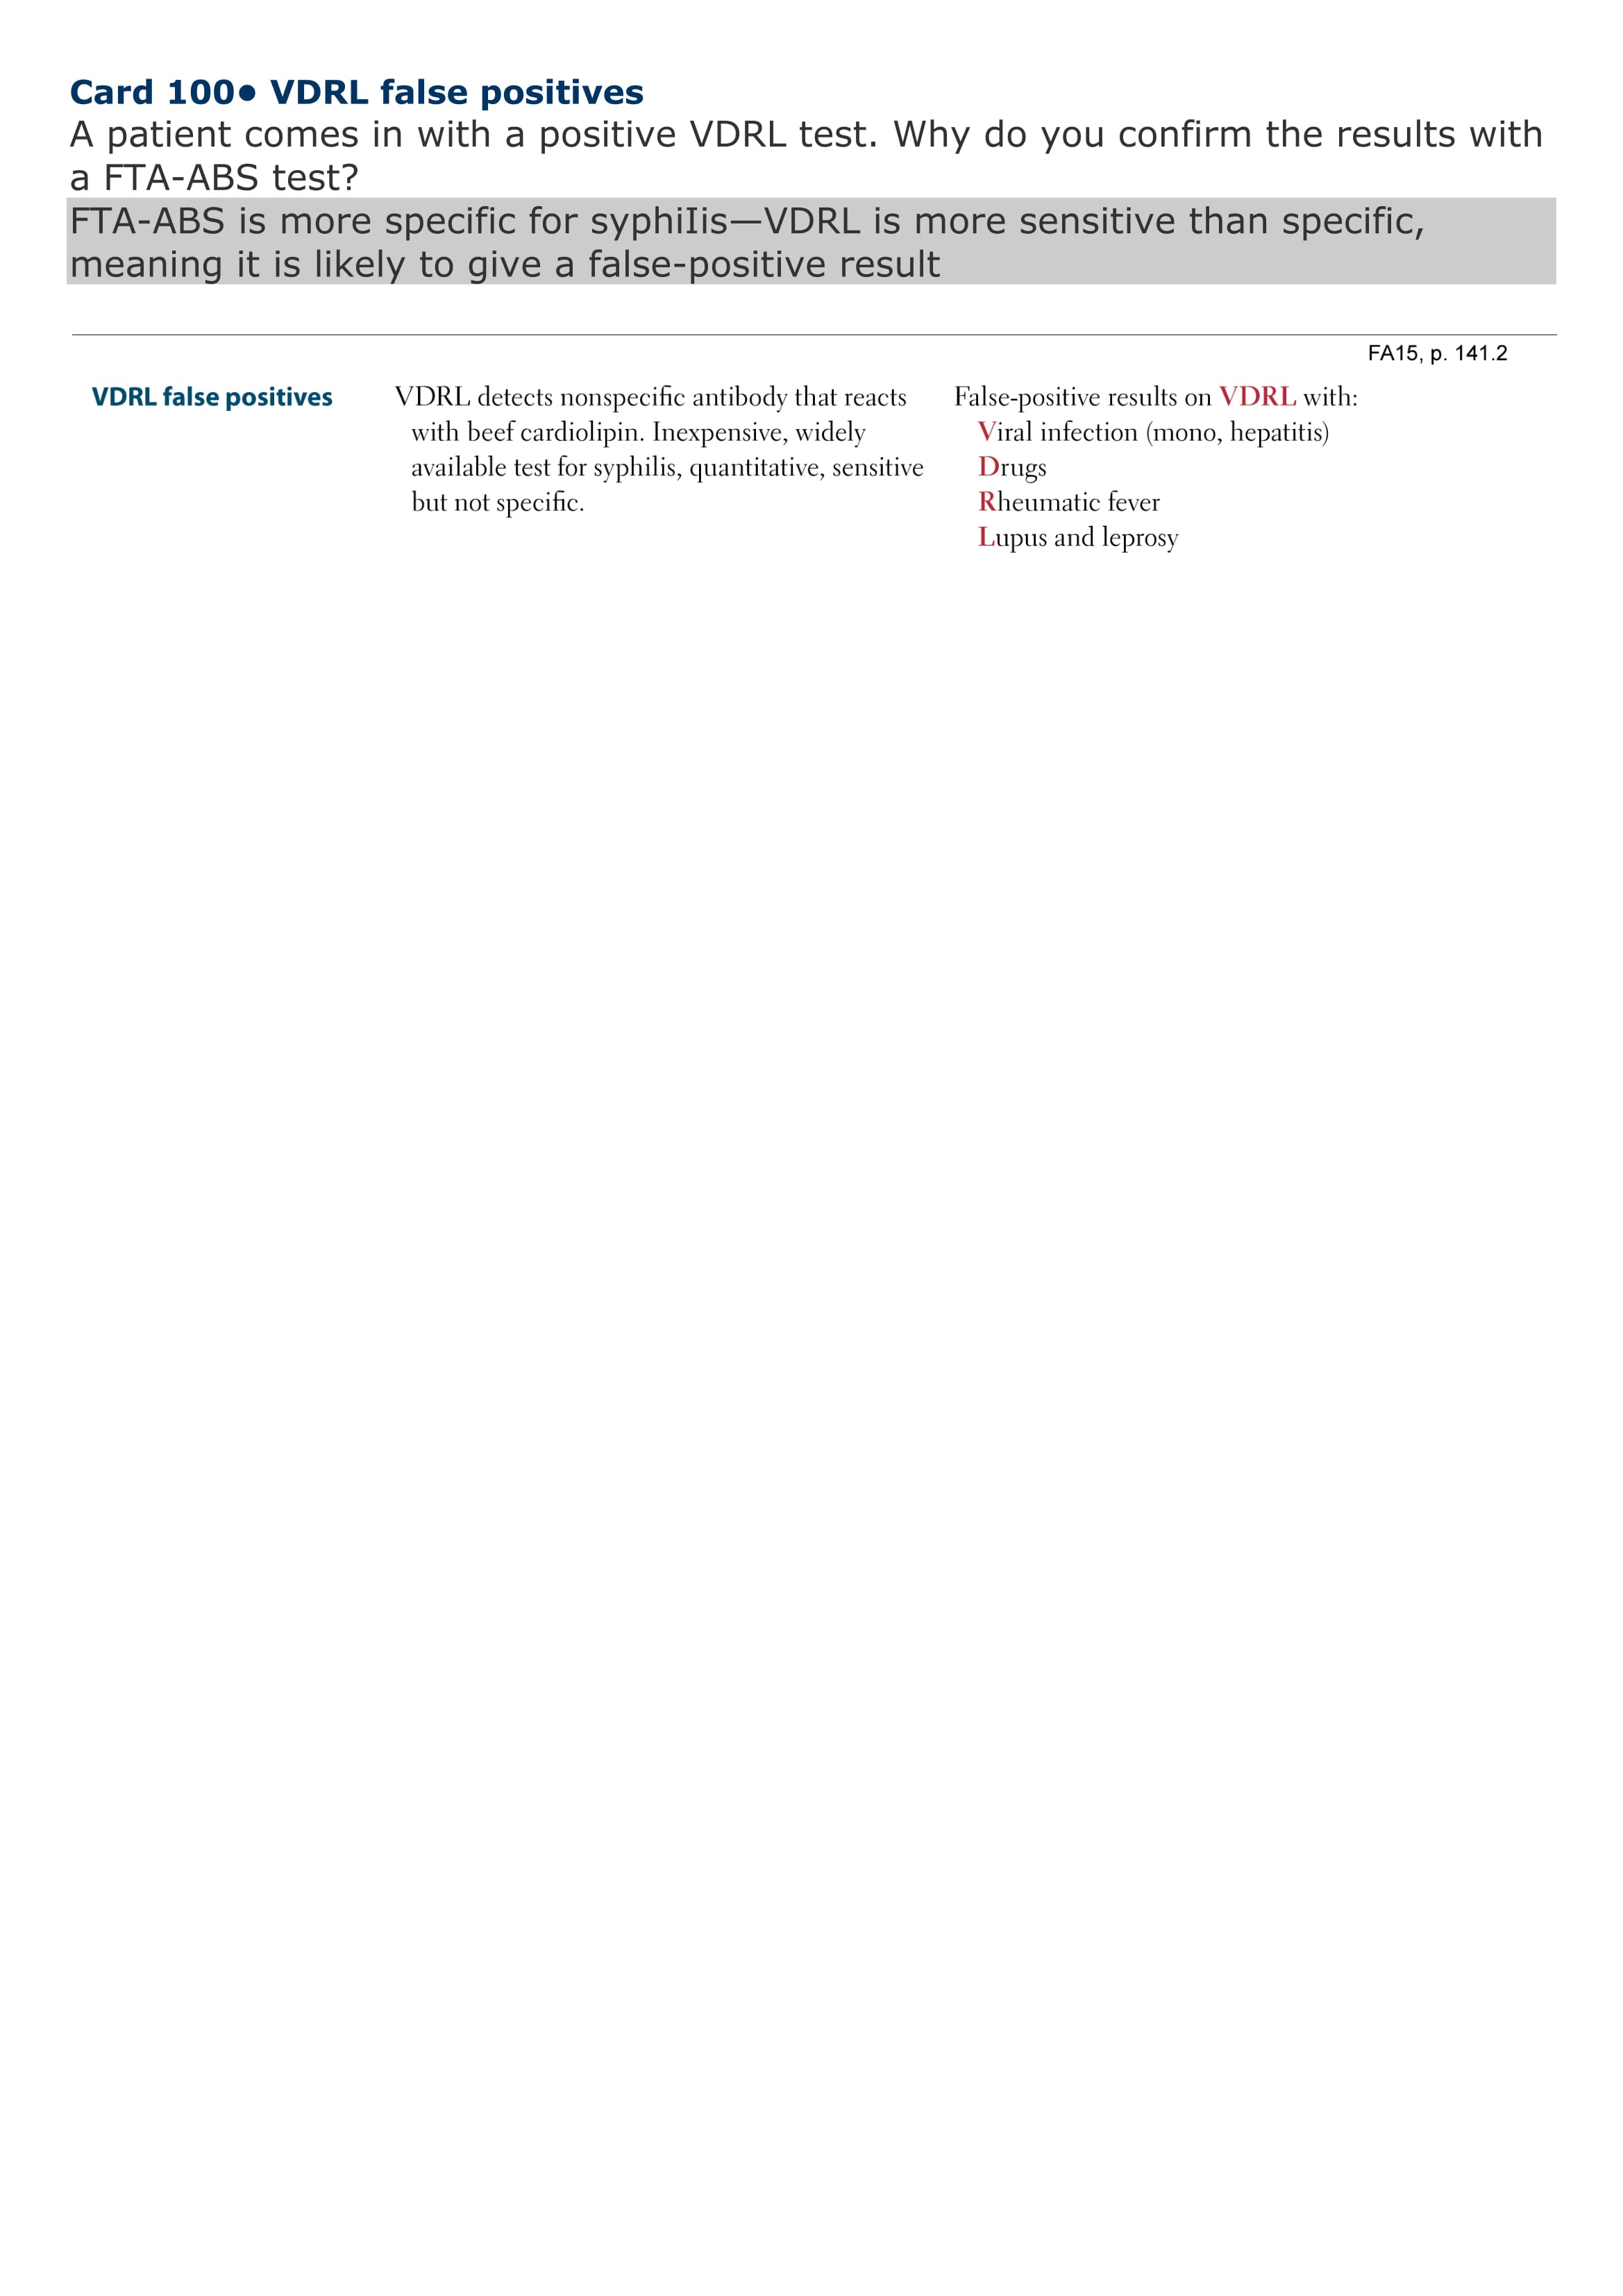 Card 100● VDRL false positives
A patient comes in with a positive VDRL test. Why do you confirm the results with
a FTA-ABS test?
FTA-ABS is more specific for syphiIis—VDRL is more sensitive than specific,
meaning it is likely to give a false-positive result
FA15, p. 141.2
VDRL false positives
VDRL detects nonspecific antibody that reacts
with beef cardiolipin. Inexpensive, widely
available test for syphilis, quantitative, sensitive
but not specific.
False-positive results on VDRL with:
Viral infection (mono, hepatitis)
Drugs
Rheumatic fever
Lupus and leprosy